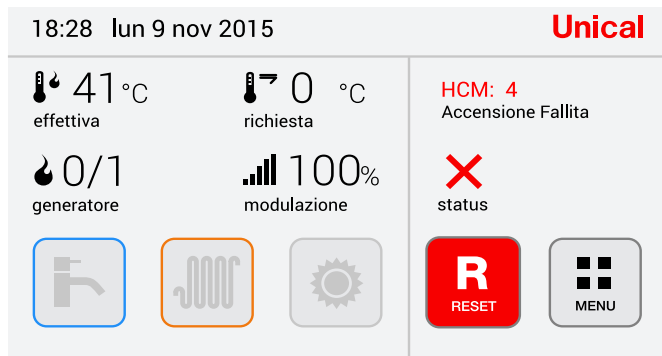 18:28 lun 9 nov 2015
Unical
41°C
effettiva
0 °C
richiesta
HCM: 4
Accensione Fallita
0/1
generatore
100%
modulazione
status
R
RESET
MENU